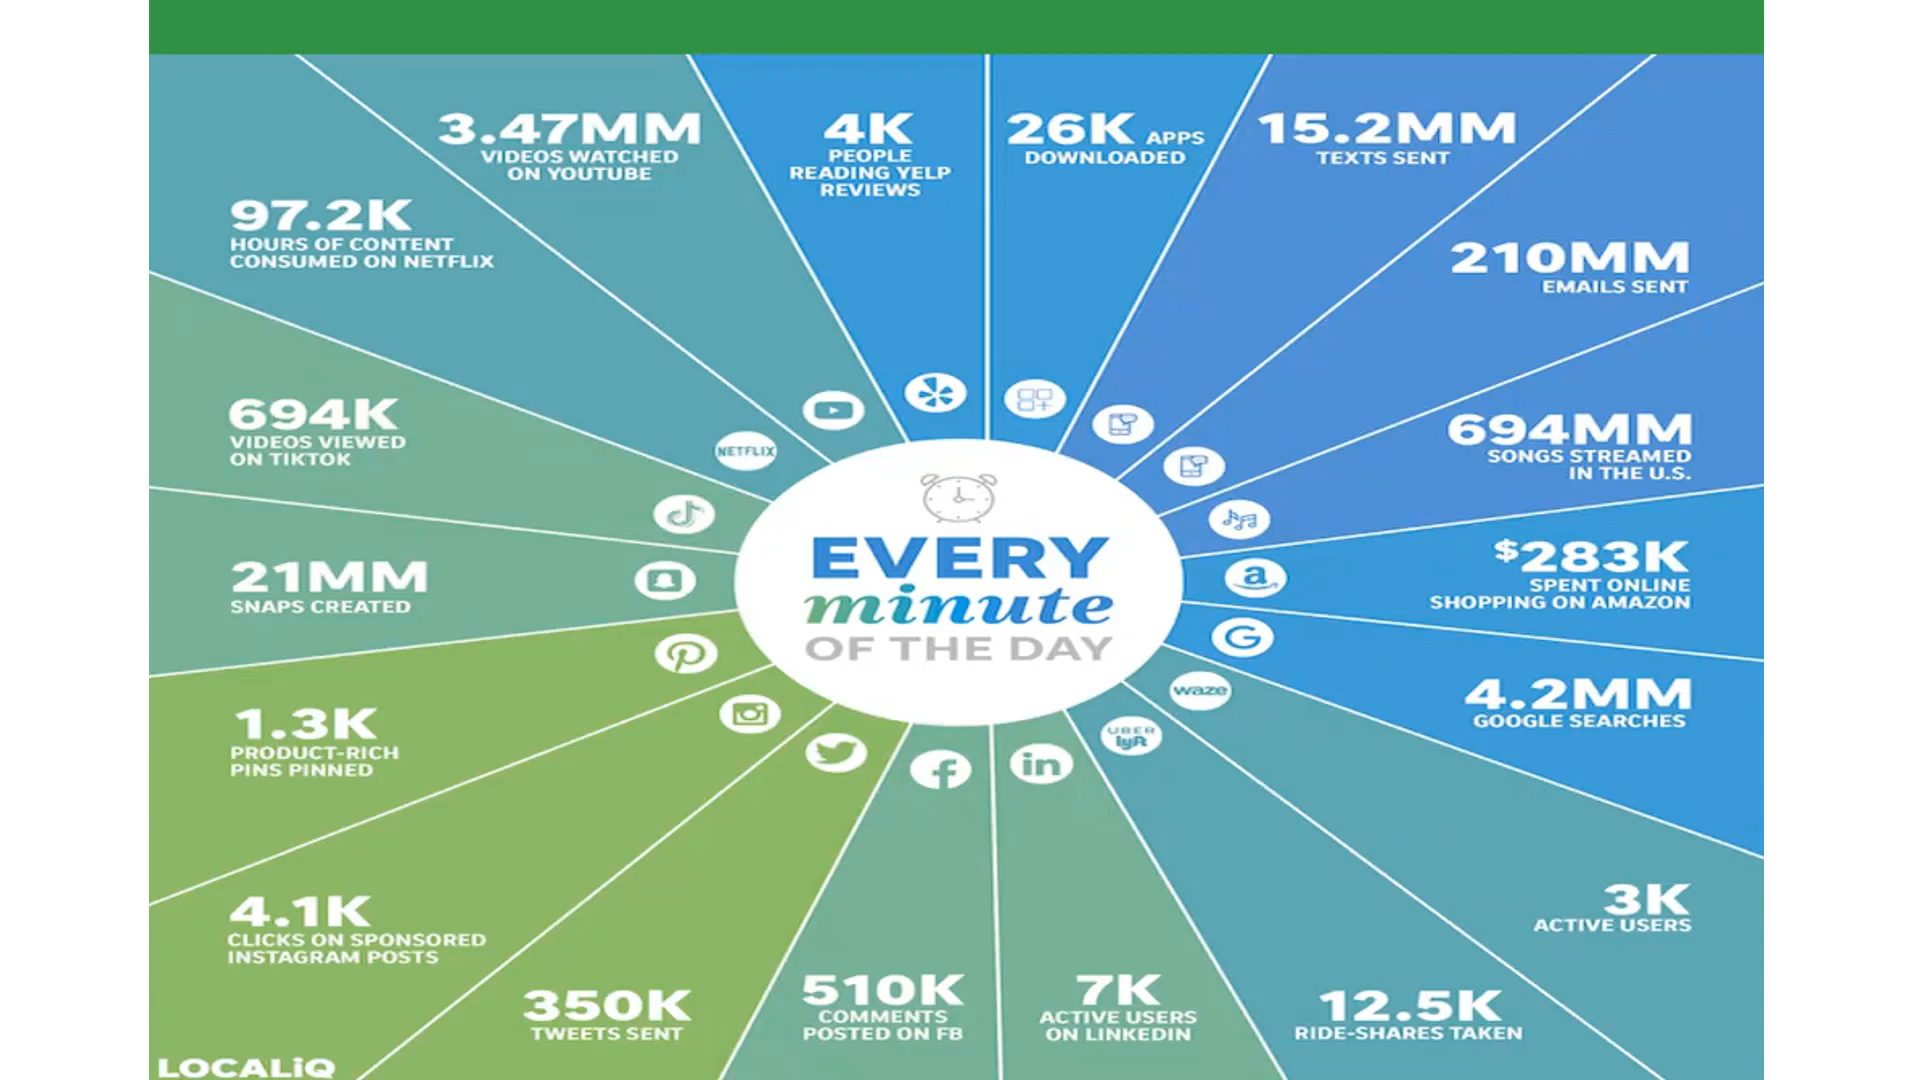 3.47MM
VIDEOS WATCHED
ON YOUTUBE
4K
PEOPLE
READING YELP
REVIEWS
26K APPS
DOWNLOADED
15.2MM
TEXTS SENT
97.2K
HOURS OF CONTENT
CONSUMED ON NETFLIX
210MM
EMAILS SENT
694K
VIDEOS VIEWED
ON TIKTOK
NETFLIX
694MM
SONGS STREAMED
IN THE U.S.
EVERY
minute
OF THE DAY
21MM
SNAPS CREATED
a
$283K
SPENT ONLINE
SHOPPING ON AMAZON
G
4.2MM
GOOGLE SEARCHES
1.3K
PRODUCT-RICH
PINS PINNED
waze
UBER
lyft
f
in
3K
ACTIVE USERS
4.1K
CLICKS ON SPONSORED
INSTAGRAM POSTS
350K
TWEETS SENT
510K
COMMENTS
POSTED ON FB
7K
ACTIVE USERS
ON LINKEDIN
12.5K
RIDE-SHARES TAKEN
LOCALiQ